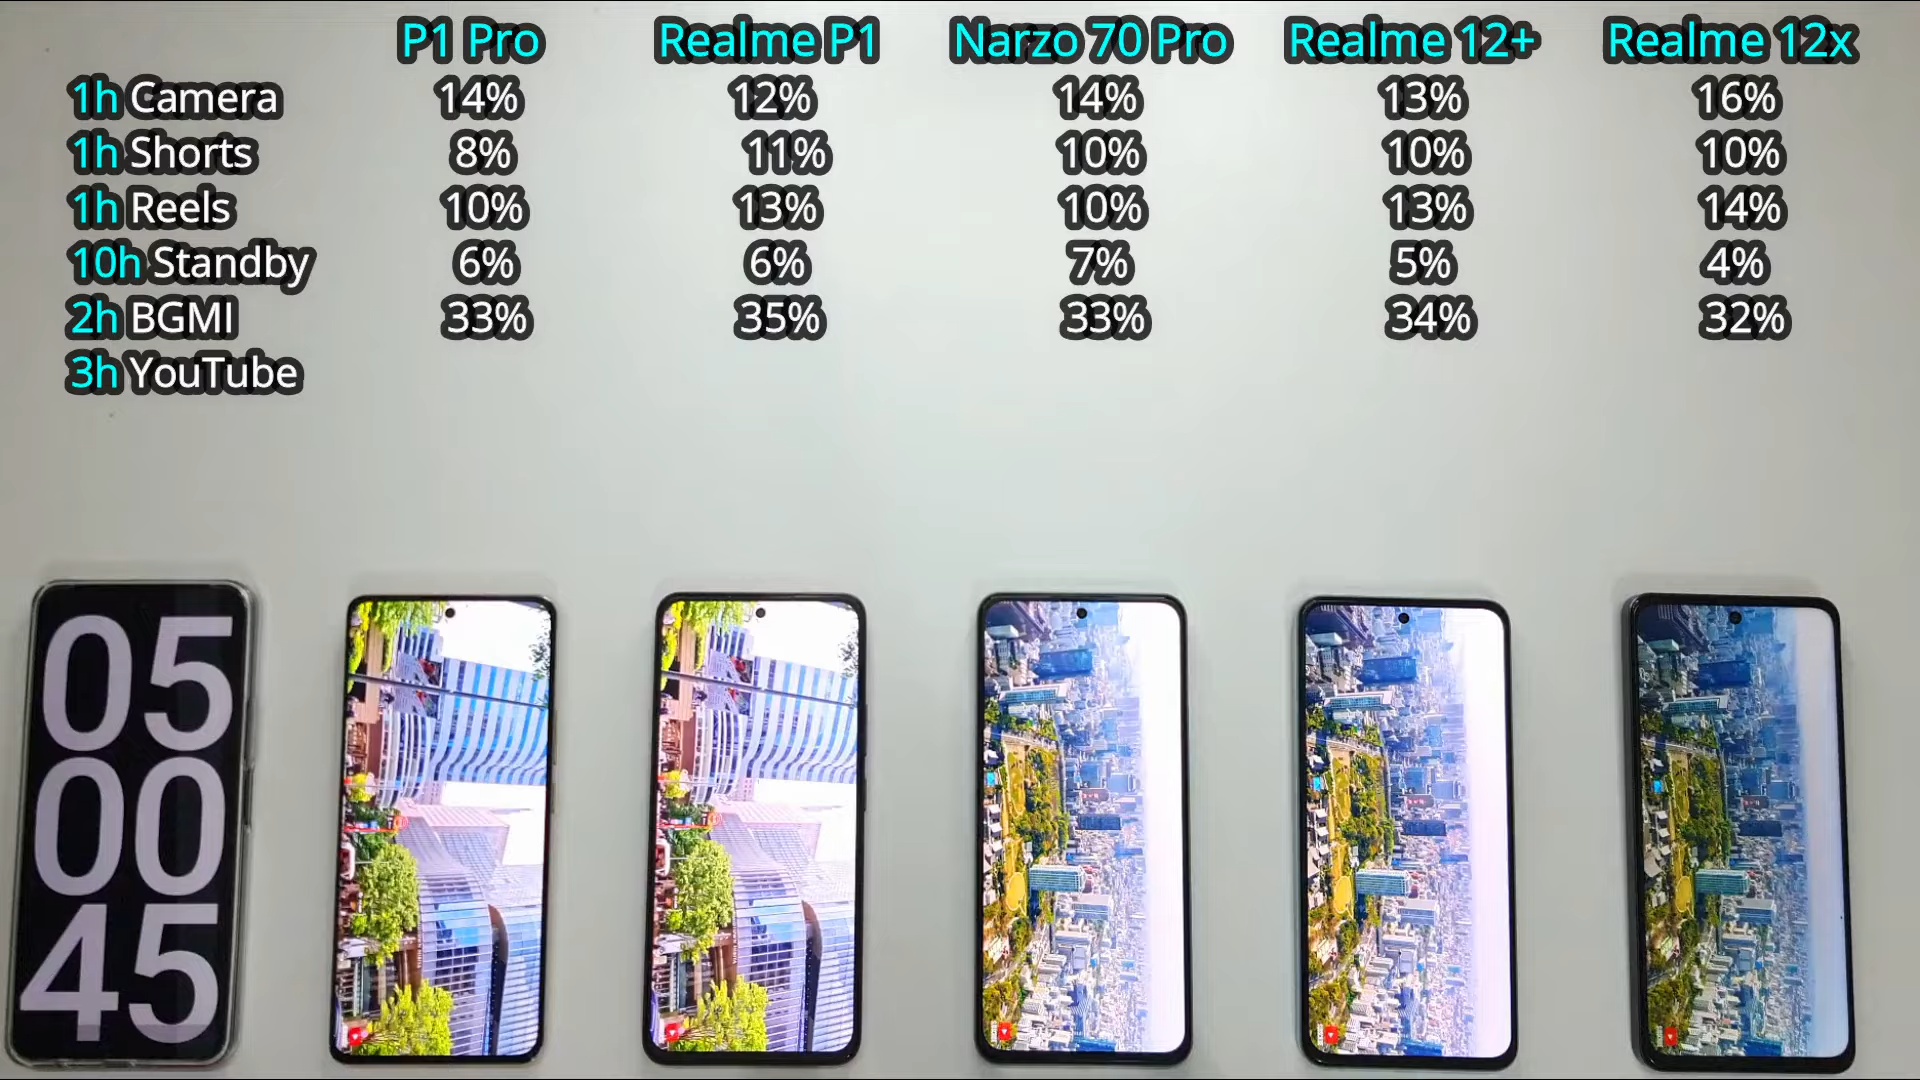 P1 Pro Realme P1 Narzo 70 Pro Realme 12+ Realme 12x
1h Camera 14% 12% 14% 13% 16%
1h Shorts 8% 11% 10% 10% 10%
1h Reels 10% 13% 10% 13% 14%
10h Standby 6% 6% 7% 5% 4%
2h BGMI 33% 35% 33% 34% 32%
3h YouTube
05
00
45